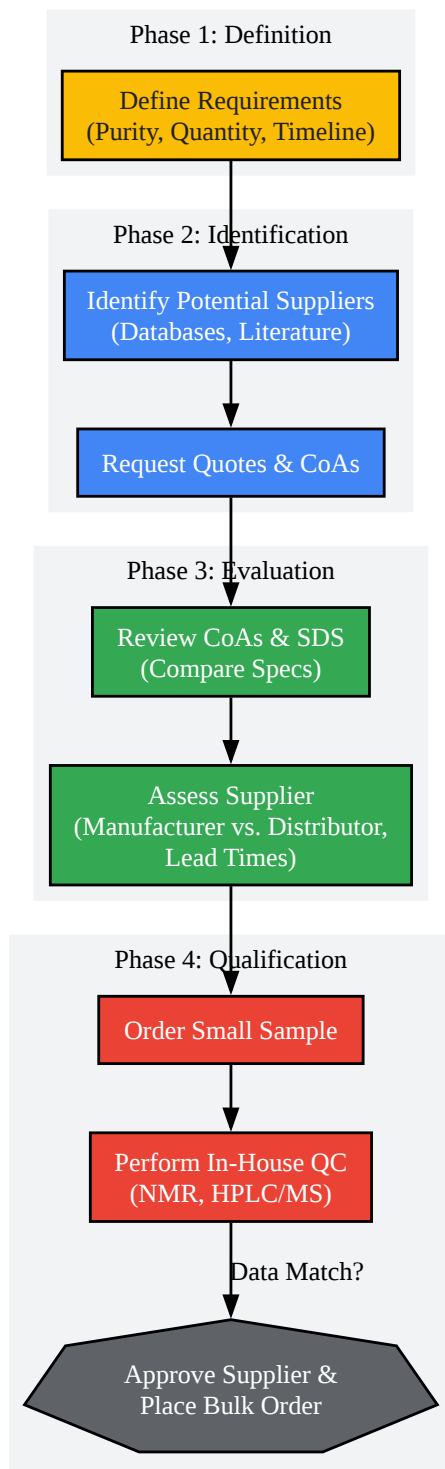 Phase 1: Definition
Define Requirements
(Purity, Quantity, Timeline)
Phase 2: Identification
Identify Potential Suppliers
(Databases, Literature)
Request Quotes & CoAs
Phase 3: Evaluation
Review CoAs & SDS
(Compare Specs)
Assess Supplier
(Manufacturer vs. Distributor,
Lead Times)
Phase 4: Qualification
Order Small Sample
Perform In-House QC
(NMR, HPLC/MS)
Data Match?
Approve Supplier &
Place Bulk Order